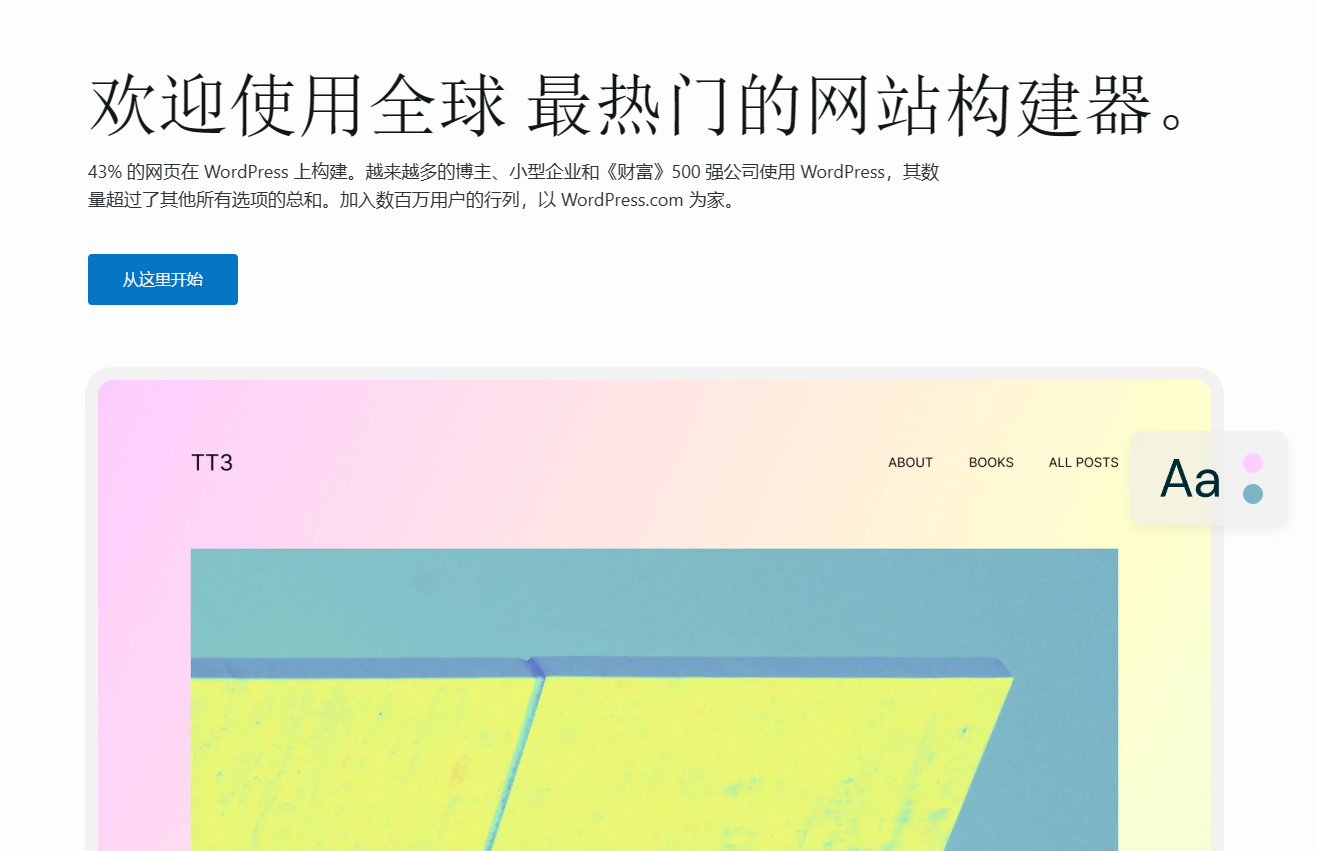 欢迎使用全球 最热门的网站构建器。
43% 的网页在 WordPress 上构建。越来越多的博主、小型企业和《财富》500 强公司使用 WordPress，其数
量超过了其他所有选项的总和。加入数百万用户的行列，以 WordPress.com 为家。
从这里开始
TT3
ABOUT BOOKS ALL POSTS
Aa